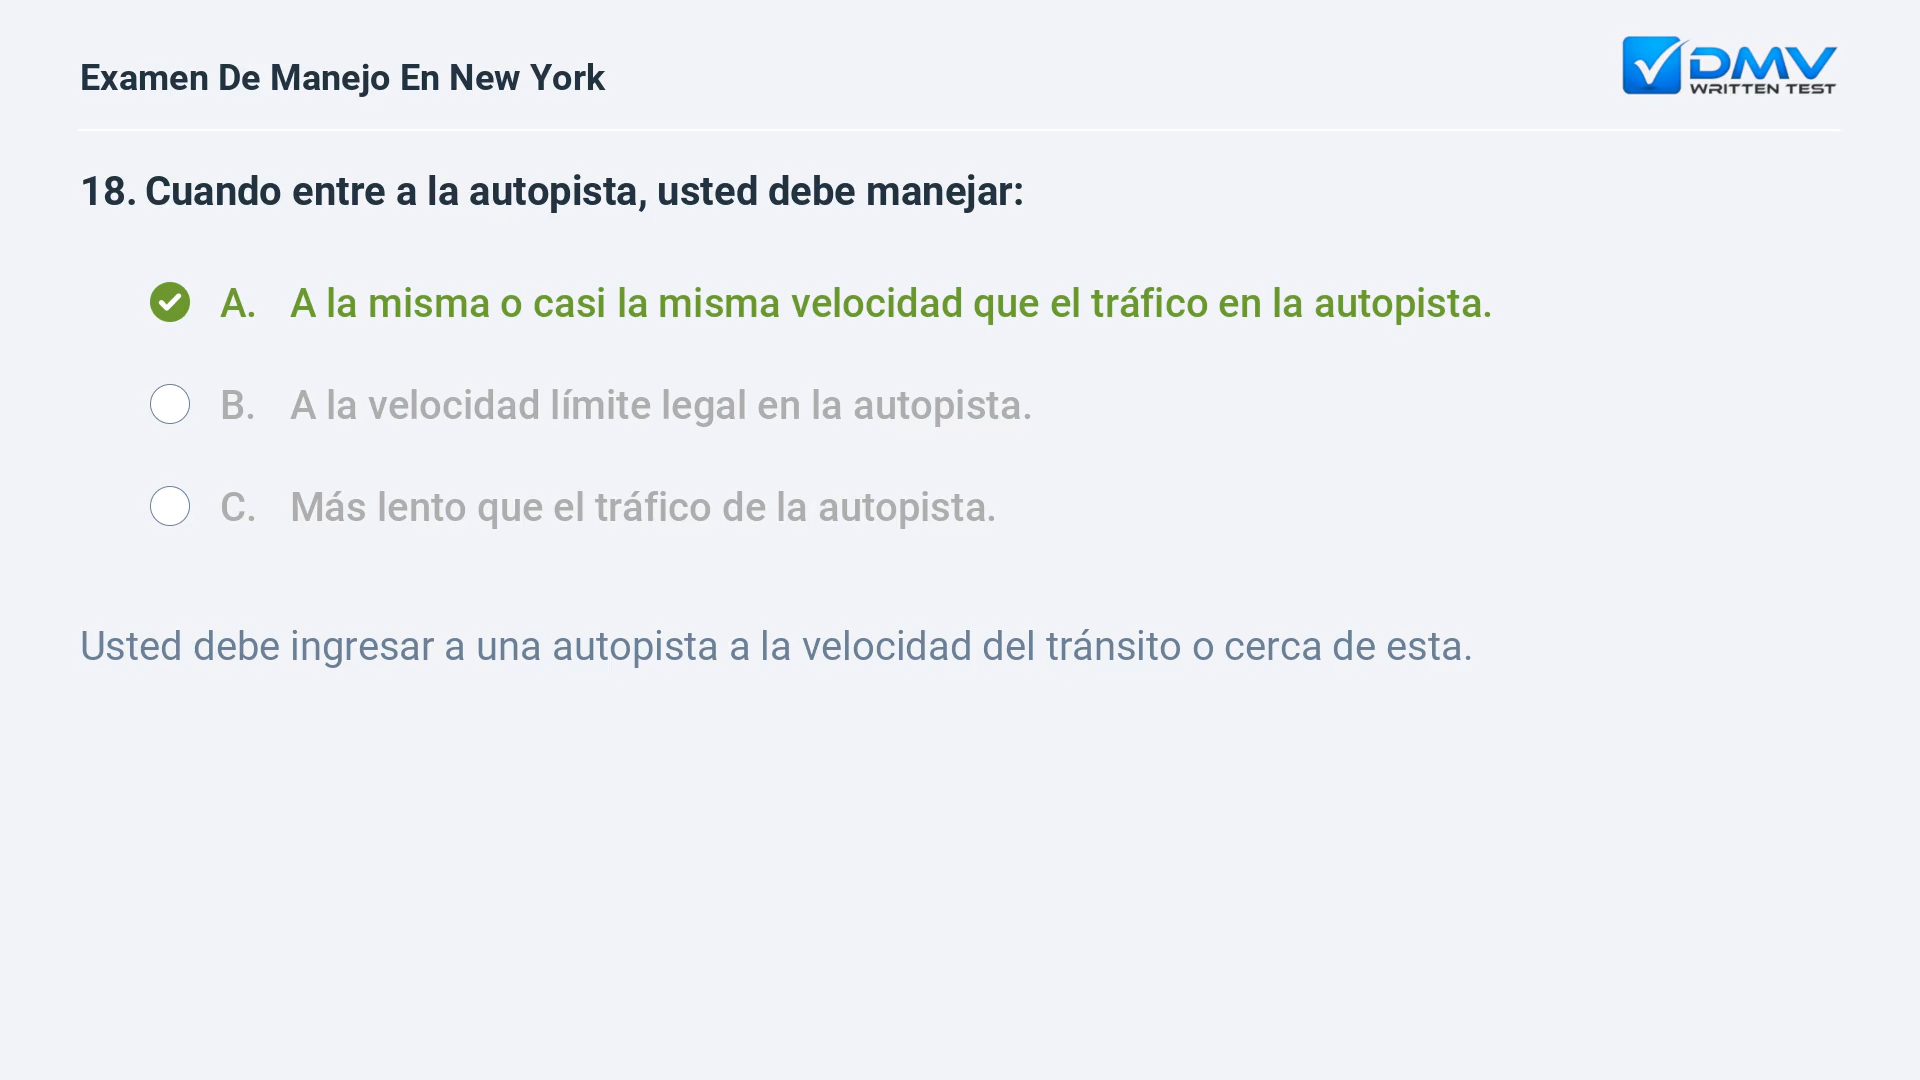 Examen De Manejo En New York
DMV
WRITTEN TEST
18. Cuando entre a la autopista, usted debe manejar:
A. A la misma o casi la misma velocidad que el tráfico en la autopista.
B. A la velocidad límite legal en la autopista.
C. Más lento que el tráfico de la autopista.
Usted debe ingresar a una autopista a la velocidad del tránsito o cerca de esta.